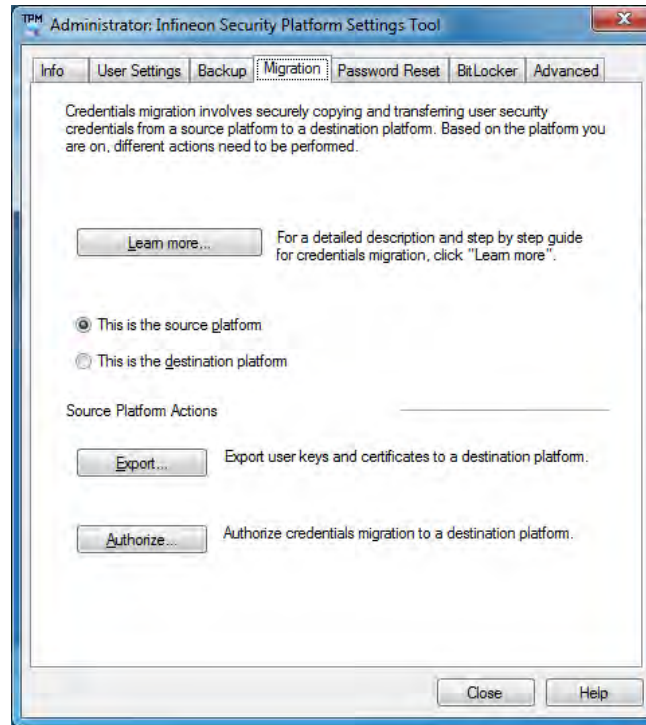 TPM Administrator: Infineon Security Platform Settings Tool
Info User Settings Backup Migration Password Reset BitLocker Advanced
Credentials migration involves securely copying and transferring user security
credentials from a source platform to a destination platform. Based on the platform you
are on, different actions need to be performed.
Learn more...
For a detailed description and step by step guide
for credentials migration, click "Learn more".
This is the source platform
This is the destination platform
Source Platform Actions
Export...
Export user keys and certificates to a destination platform.
Authorize...
Authorize credentials migration to a destination platform.
Close Help